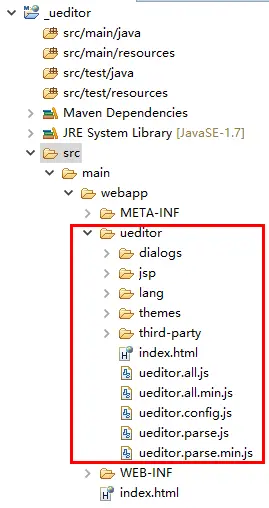 _ueditor
src/main/java
src/main/resources
src/test/java
src/test/resources
Maven Dependencies
JRE System Library [JavaSE-1.7]
src
main
webapp
META-INF
ueditor
dialogs
jsp
lang
themes
third-party
index.html
ueditor.all.js
ueditor.all.min.js
ueditor.config.js
ueditor.parse.js
ueditor.parse.min.js
WEB-INF
index.html